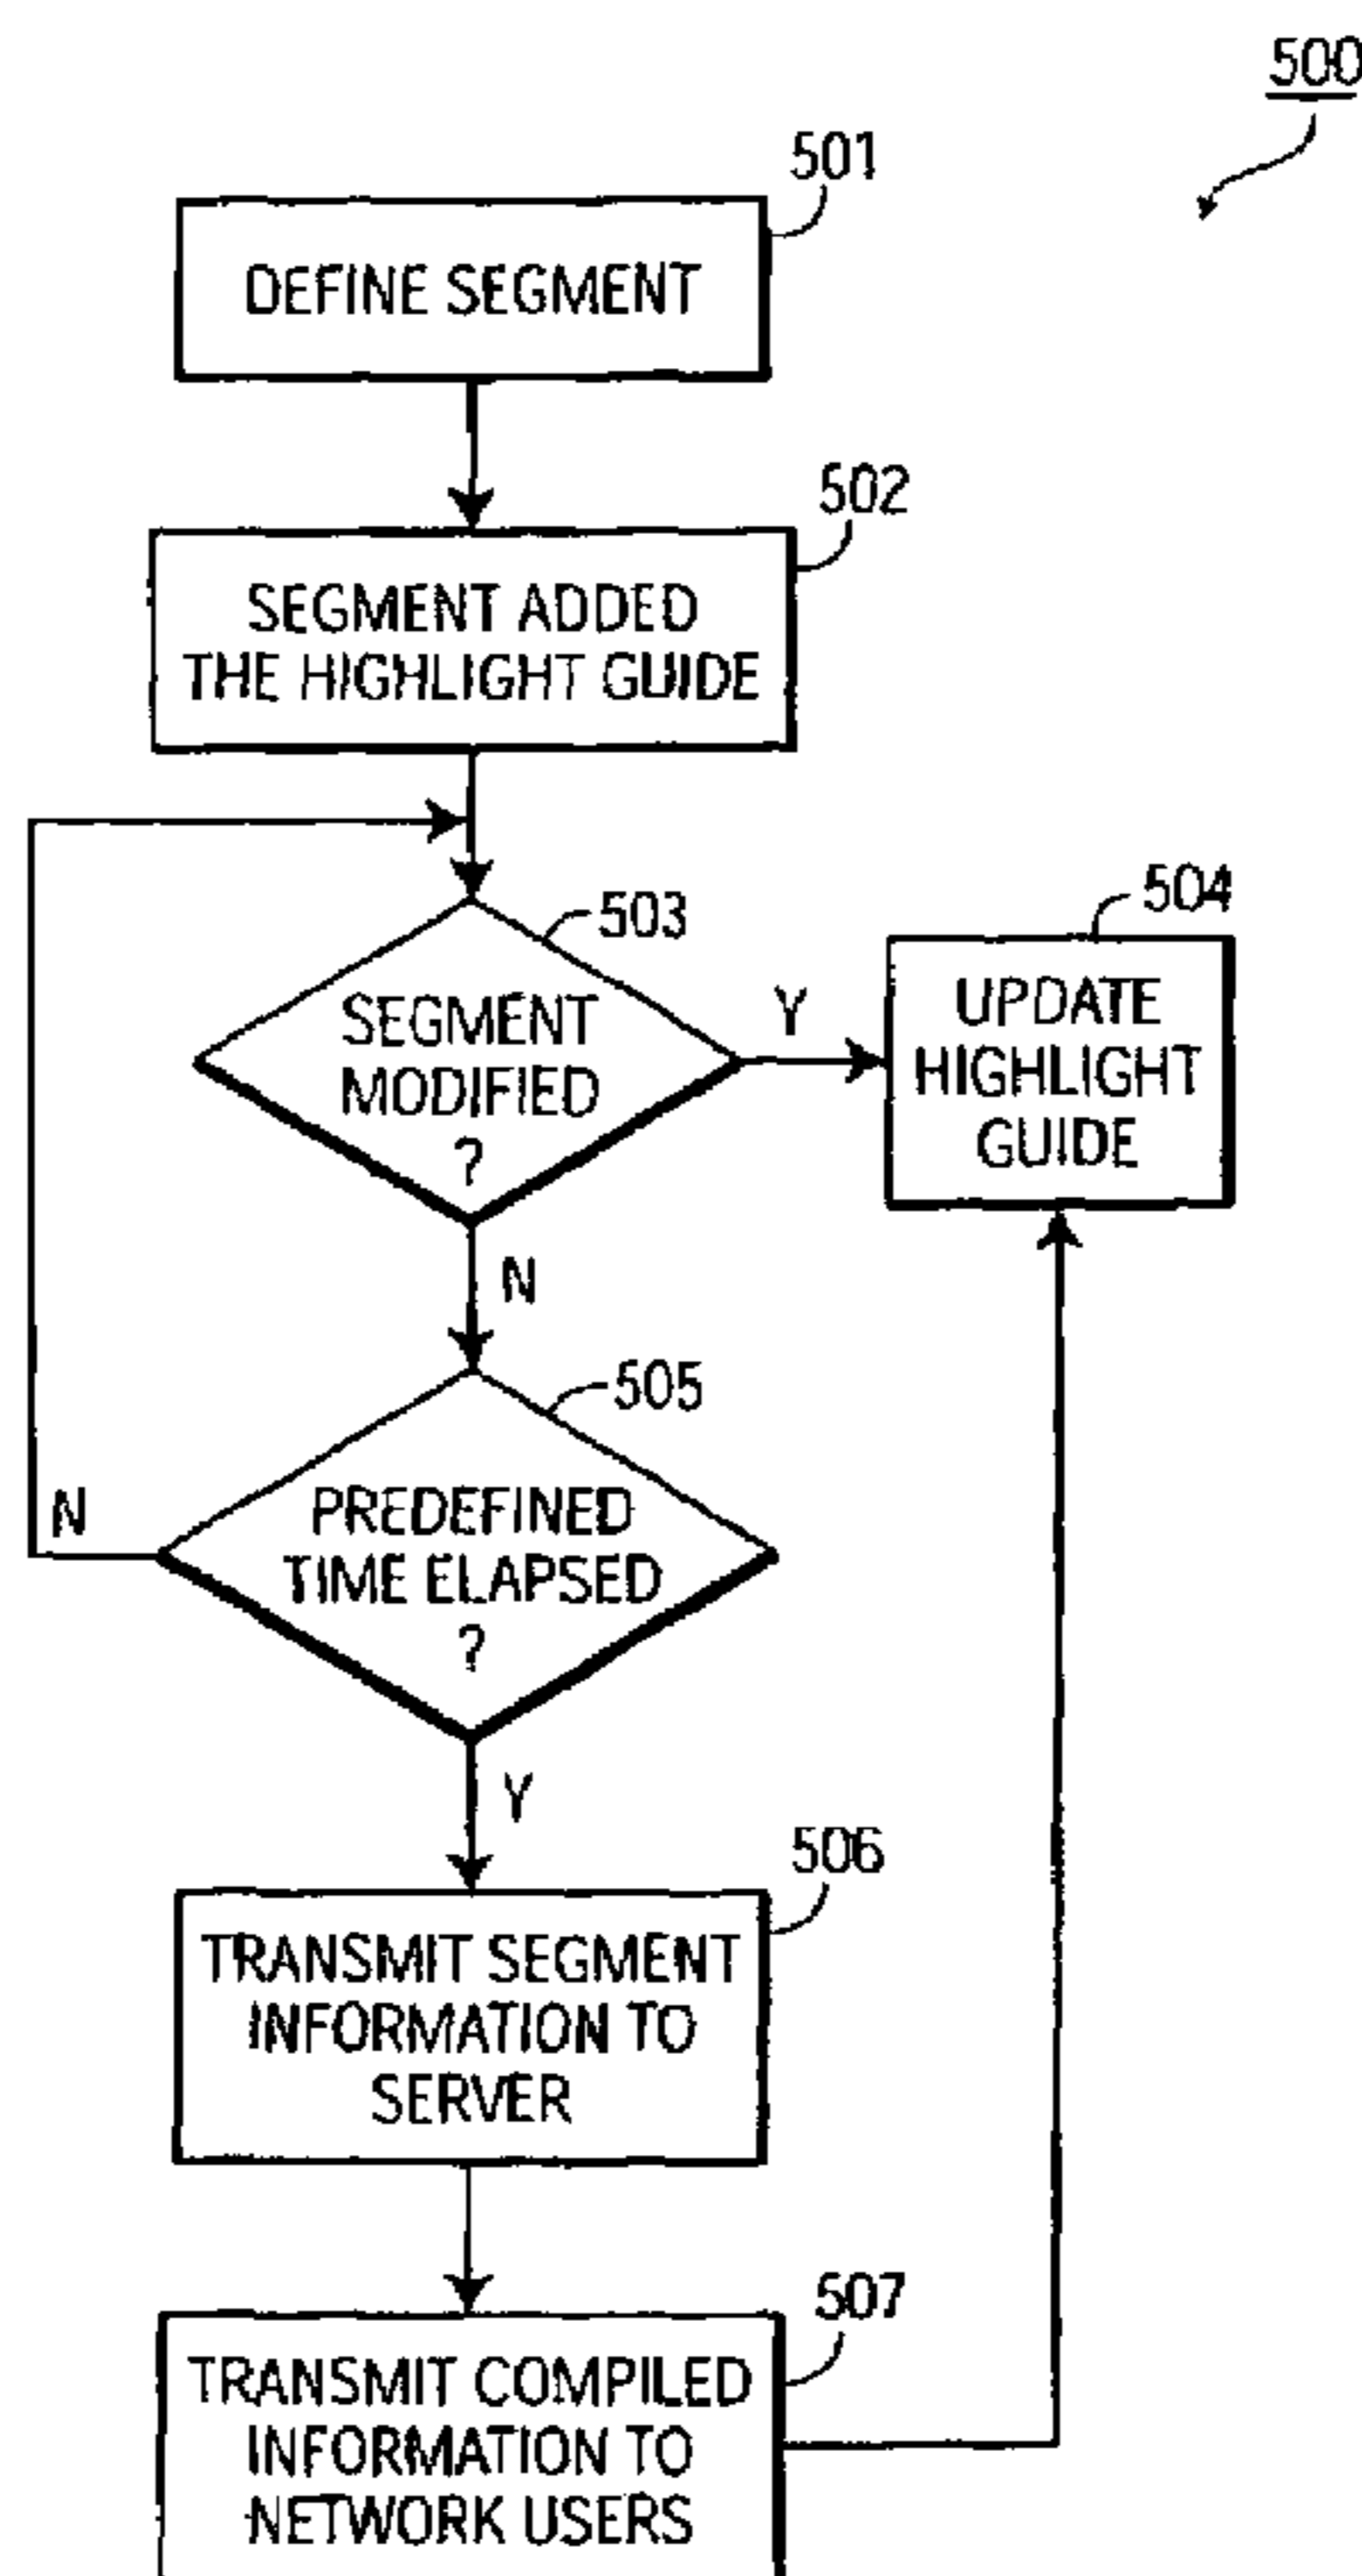 500
501
DEFINE SEGMENT
502
SEGMENT ADDED
THE HIGHLIGHT GUIDE
503
SEGMENT
MODIFIED
?
Y
504
UPDATE
HIGHLIGHT
GUIDE
N
505
PREDEFINED
TIME ELAPSED
?
N
Y
506
TRANSMIT SEGMENT
INFORMATION TO
SERVER
507
TRANSMIT COMPILED
INFORMATION TO
NETWORK USERS